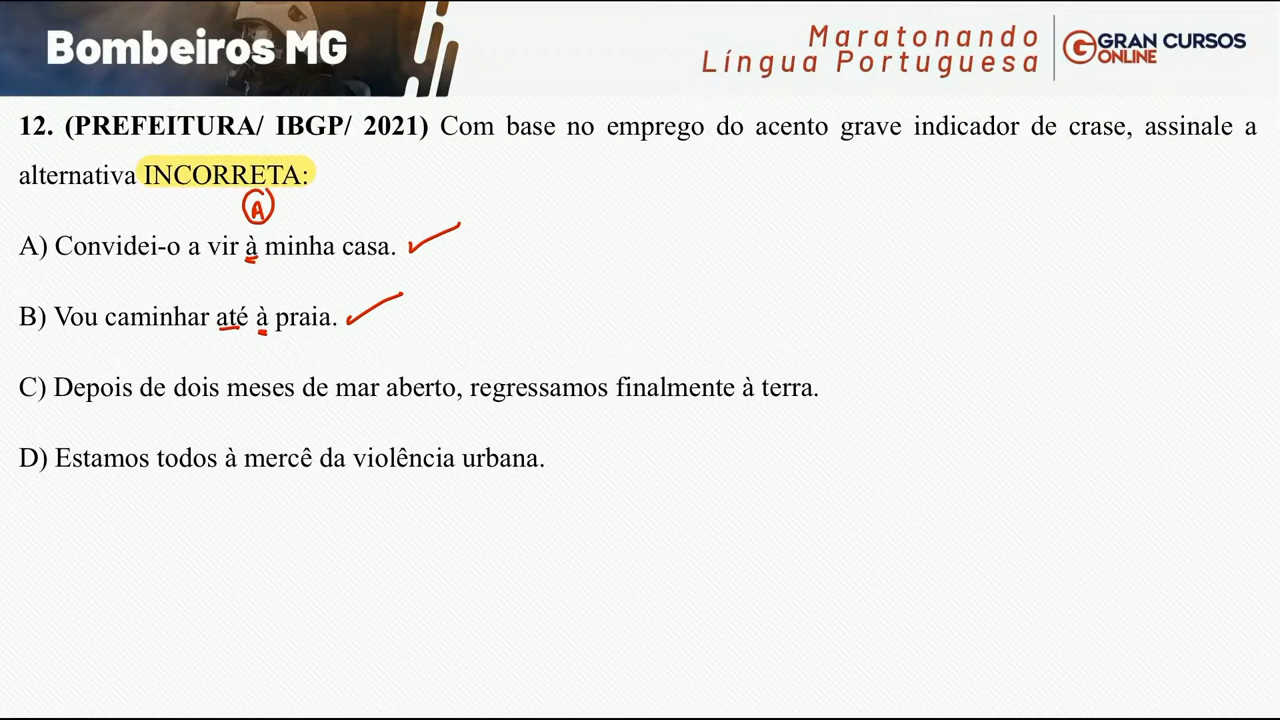 Bombeiros MG
Maratonando
Língua Portuguesa
GRAN CURSOS
ONLINE
12. (PREFEITURA/ IBGP/ 2021) Com base no emprego do acento grave indicador de crase, assinale a
alternativa INCORRETA:
A
A) Convidei-o a vir à minha casa.
B) Vou caminhar até à praia.
C) Depois de dois meses de mar aberto, regressamos finalmente à terra.
D) Estamos todos à mercê da violência urbana.